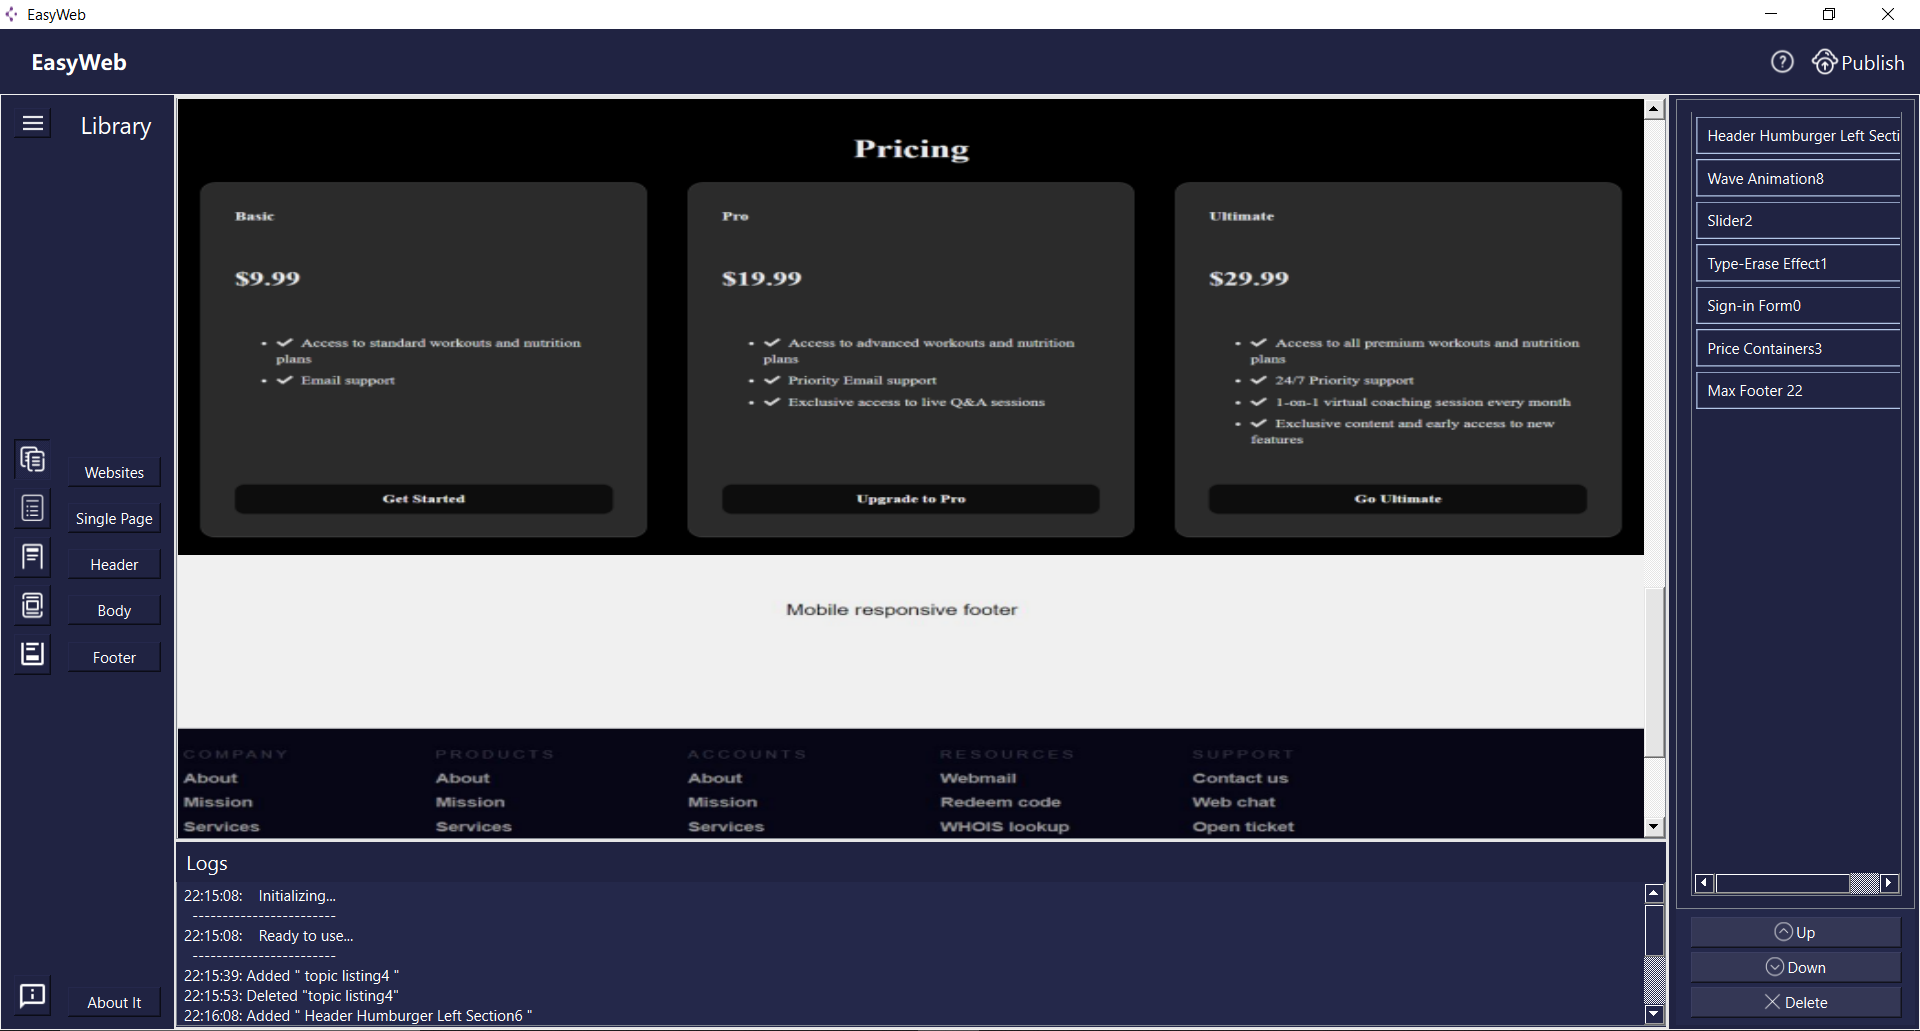 EasyWeb
EasyWeb
Publish
Library
Websites
Single Page
Header
Body
Footer
About It
Pricing
Basic
$9.99
Access to standard workouts and nutrition
plans
Email support
Get Started
Pro
$19.99
Access to advanced workouts and nutrition
plans
Priority Email support
Exclusive access to live Q&A sessions
Upgrade to Pro
Ultimate
$29.99
Access to all premium workouts and nutrition
plans
24/7 Priority support
1-on-1 virtual coaching session every month
Exclusive content and early access to new
features
Go Ultimate
Mobile responsive footer
COMPANY
About
Mission
Services
PRODUCTS
About
Mission
Services
ACCOUNTS
About
Mission
Services
RESOURCES
Webmail
Redeem code
WHOIS lookup
SUPPORT
Contact us
Web chat
Open ticket
Logs
22:15:08: Initializing...
------------------------
22:15:08: Ready to use...
------------------------
22:15:39: Added " topic listing4 "
22:15:53: Deleted "topic listing4"
22:16:08: Added " Header Humburger Left Section6 "
Header Humburger Left Secti
Wave Animation8
Slider2
Type-Erase Effect1
Sign-in Form0
Price Containers3
Max Footer 22
Up
Down
Delete